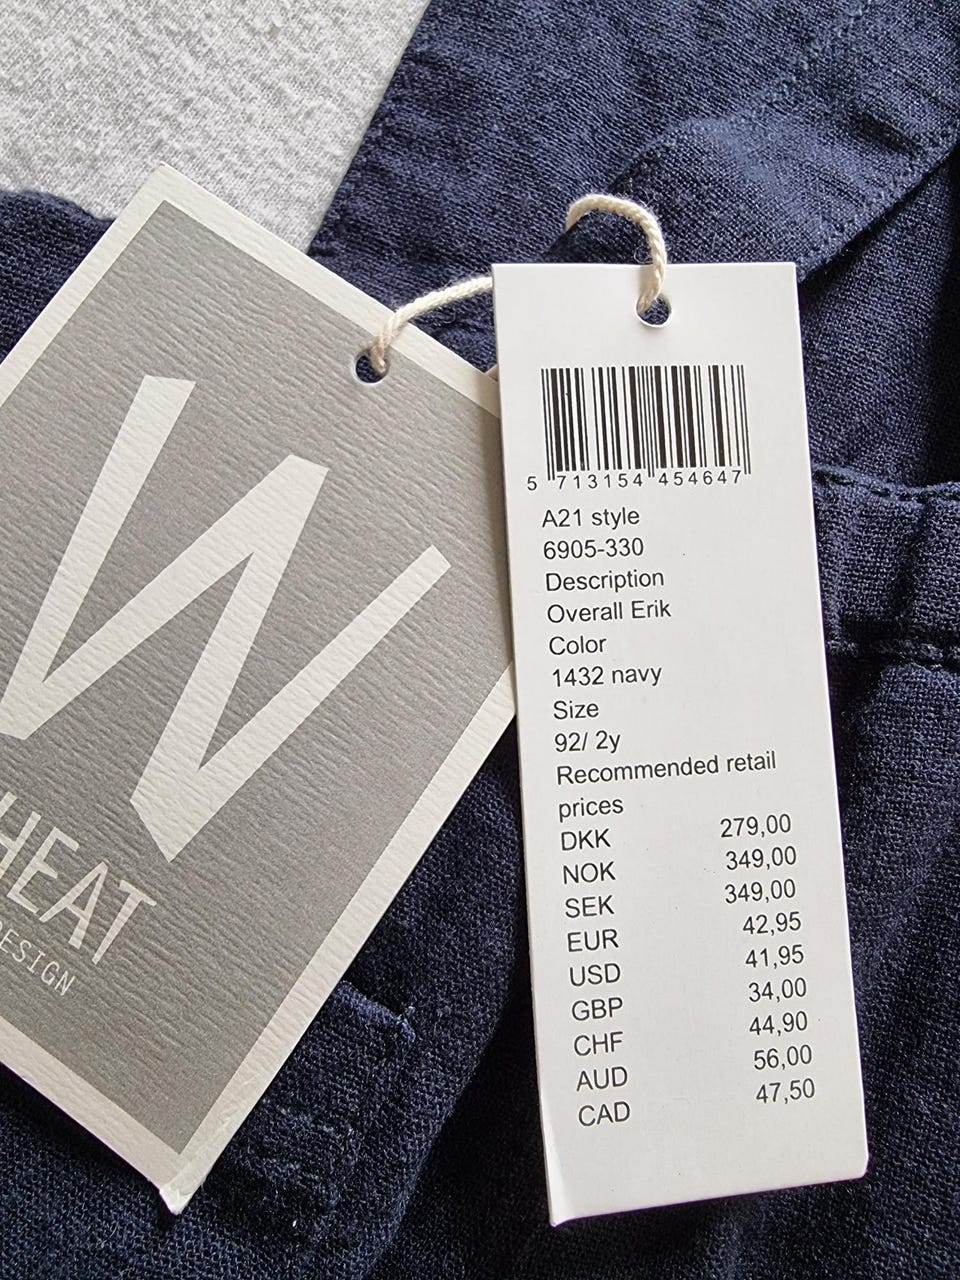 W
HEAT
DESIGN
5 713154 454647
A21 style
6905-330
Description
Overall Erik
Color
1432 navy
Size
92/ 2y
Recommended retail
prices
DKK 279,00
NOK 349,00
SEK 349,00
EUR 42,95
USD 41,95
GBP 34,00
CHF 44,90
AUD 56,00
CAD 47,50